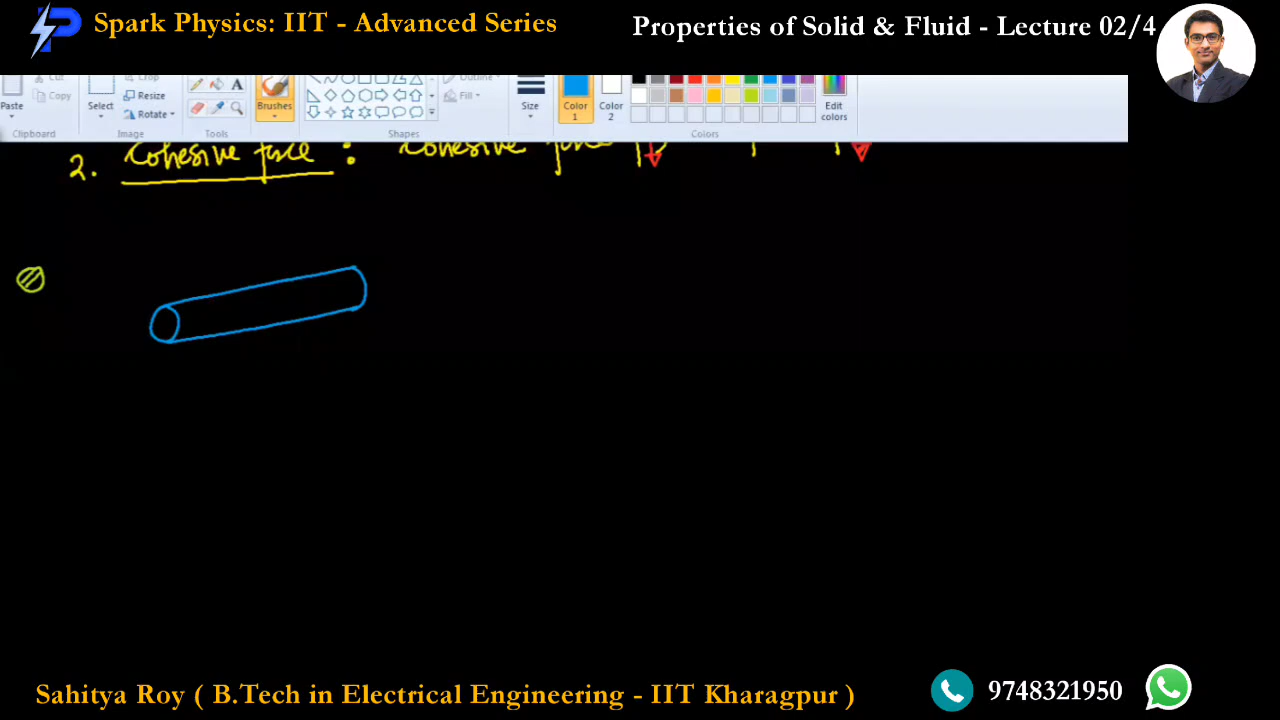 Spark Physics: IIT - Advanced Series
Properties of Solid & Fluid - Lecture 02/4
Cut
Crop
Outline
Paste
Copy
Select
Resize
Rotate
Brushes
Fill
Size
Color 1
Color 2
Edit colors
Clipboard
Image
Tools
Shapes
Colors
2. Cohesive force : Cohesive force
Sahitya Roy ( B.Tech in Electrical Engineering - IIT Kharagpur )
9748321950